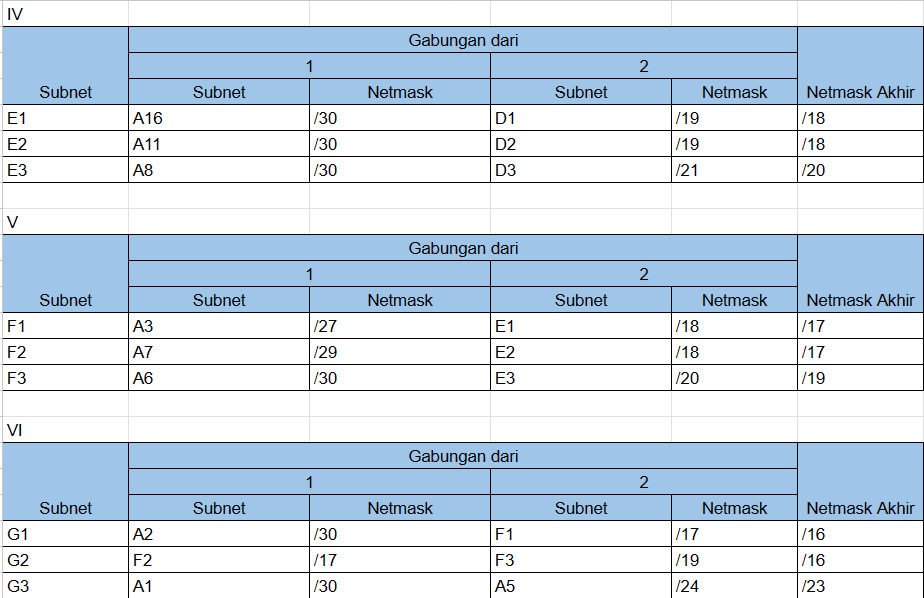 IV
Gabungan dari
1 2
Subnet Subnet Netmask Subnet Netmask Netmask Akhir
E1 A16 /30 D1 /19 /18
E2 A11 /30 D2 /19 /18
E3 A8 /30 D3 /21 /20
V
Gabungan dari
1 2
Subnet Subnet Netmask Subnet Netmask Netmask Akhir
F1 A3 /27 E1 /18 /17
F2 A7 /29 E2 /18 /17
F3 A6 /30 E3 /20 /19
VI
Gabungan dari
1 2
Subnet Subnet Netmask Subnet Netmask Netmask Akhir
G1 A2 /30 F1 /17 /16
G2 F2 /17 F3 /19 /16
G3 A1 /30 A5 /24 /23